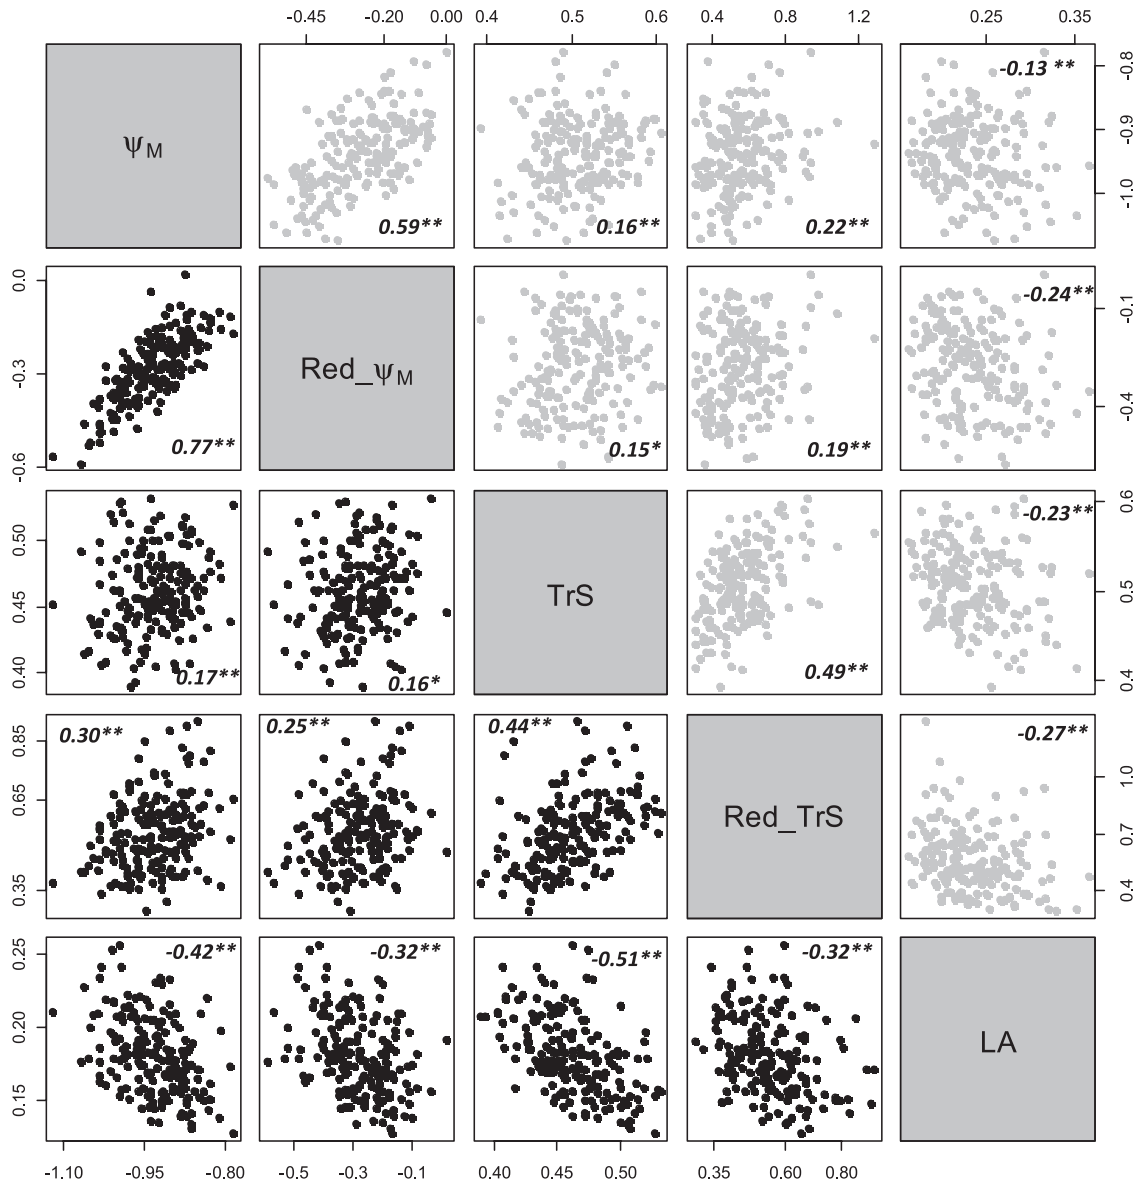 -0.45 -0.20 0.00 0.4 0.5 0.6 0.4 0.8 1.2 0.25 0.35
ψM 0.59** 0.16** 0.22** -0.13 **
-0.8 -0.9 -1.0
0.0 -0.3 -0.6
0.77** Red_ψM 0.15* 0.19** -0.24**
-0.1 -0.4
0.50 0.45 0.40
0.17** 0.16* TrS 0.49** -0.23**
0.6 0.5 0.4
0.85 0.65 0.35
0.30** 0.25** 0.44** Red_TrS -0.27**
1.0 0.7 0.4
0.25 0.20 0.15
-0.42** -0.32** -0.51** -0.32** LA
-1.10 -0.95 -0.80 -0.5 -0.3 -0.1 0.40 0.45 0.50 0.35 0.60 0.80